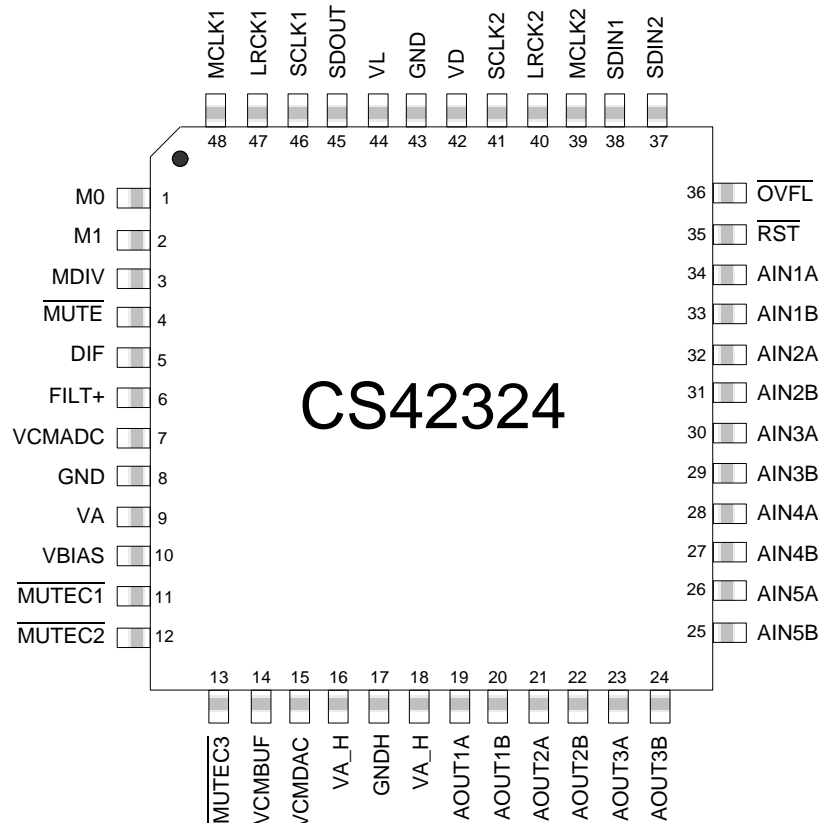 MCLK1
LRCK1
SCLK1
SDOUT
VL
GND
VD
SCLK2
LRCK2
MCLK2
SDIN1
SDIN2
48 47 46 45 44 43 42 41 40 39 38 37
M0 1
M1 2
MDIV 3
MUTE 4
DIF 5
FILT+ 6
VCMADC 7
GND 8
VA 9
VBIAS 10
MUTEC1 11
MUTEC2 12
CS42324
36 OVFL
35 RST
34 AIN1A
33 AIN1B
32 AIN2A
31 AIN2B
30 AIN3A
29 AIN3B
28 AIN4A
27 AIN4B
26 AIN5A
25 AIN5B
13 14 15 16 17 18 19 20 21 22 23 24
MUTEC3
VCMBUF
VCMDAC
VA_H
GNDH
VA_H
AOUT1A
AOUT1B
AOUT2A
AOUT2B
AOUT3A
AOUT3B